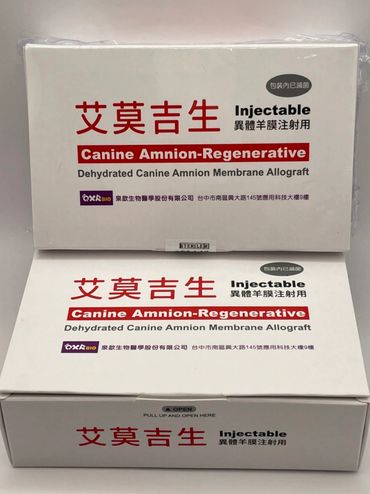 包裝內已滅菌
艾莫吉生 Injectable
異體羊膜注射用
Canine Amnion-Regenerative
Dehydrated Canine Amnion Membrane Allograft
OXR BIO 泉歆生物醫學股份有限公司 台中市南區興大路145號應用科技大樓9樓
STERILE
包裝內已滅菌
艾莫吉生 Injectable
異體羊膜注射用
Canine Amnion-Regenerative
Dehydrated Canine Amnion Membrane Allograft
OXR BIO 泉歆生物醫學股份有限公司 台中市南區興大路145號應用科技大樓9樓
▲ OPEN
PULL UP AND OPEN HERE
艾莫吉生 Injectable
異體羊膜注射用